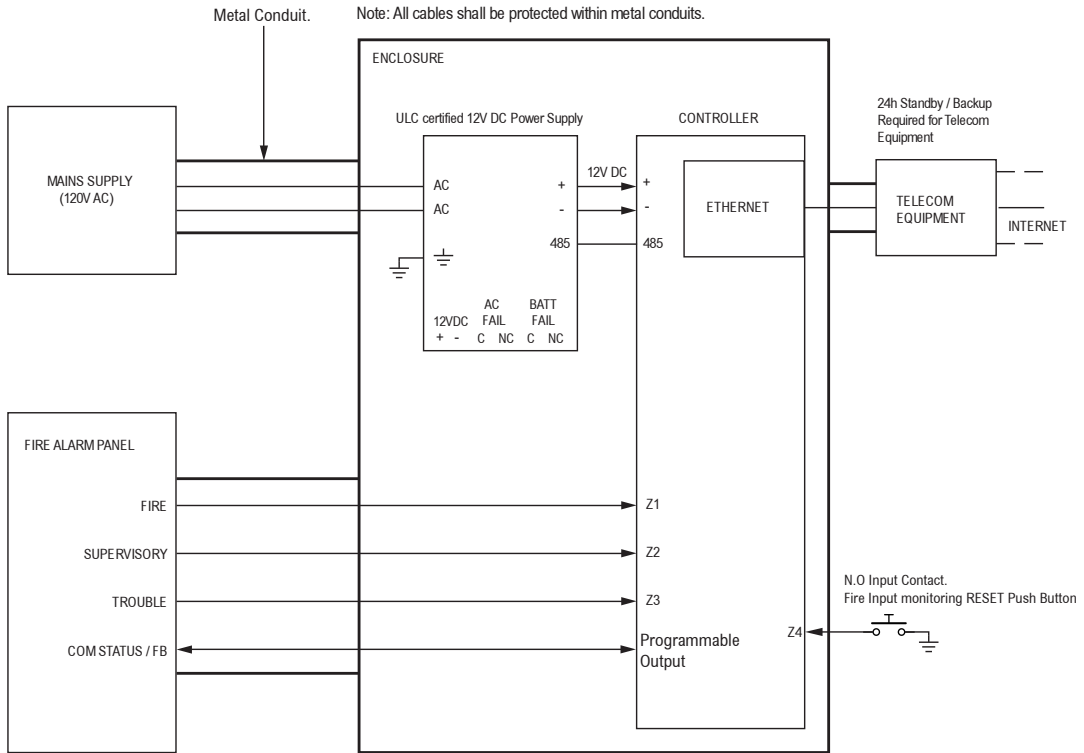 Metal Conduit.
Note: All cables shall be protected within metal conduits.
ENCLOSURE
MAINS SUPPLY
(120V AC)
ULC certified 12V DC Power Supply
AC
AC
+
-
485
12VDC
+ -
AC
FAIL
C NC
BATT
FAIL
C NC
12V DC
CONTROLLER
+
-
485
ETHERNET
24h Standby / Backup
Required for Telecom
Equipment
TELECOM
EQUIPMENT
INTERNET
FIRE ALARM PANEL
FIRE
SUPERVISORY
TROUBLE
COM STATUS / FB
Z1
Z2
Z3
Programmable
Output
Z4
N.O Input Contact.
Fire Input monitoring RESET Push Button